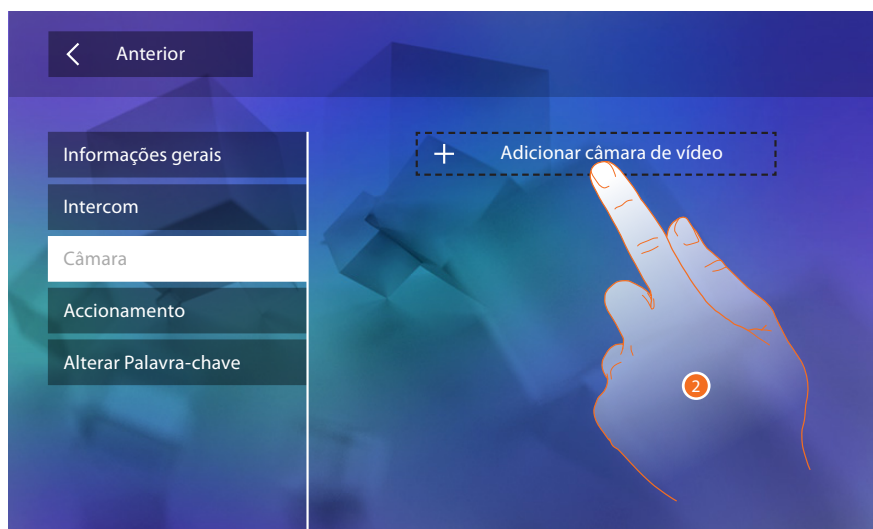 Anterior
Informações gerais
Intercom
Câmara
Accionamento
Alterar Palavra-chave
+ Adicionar câmara de vídeo
2